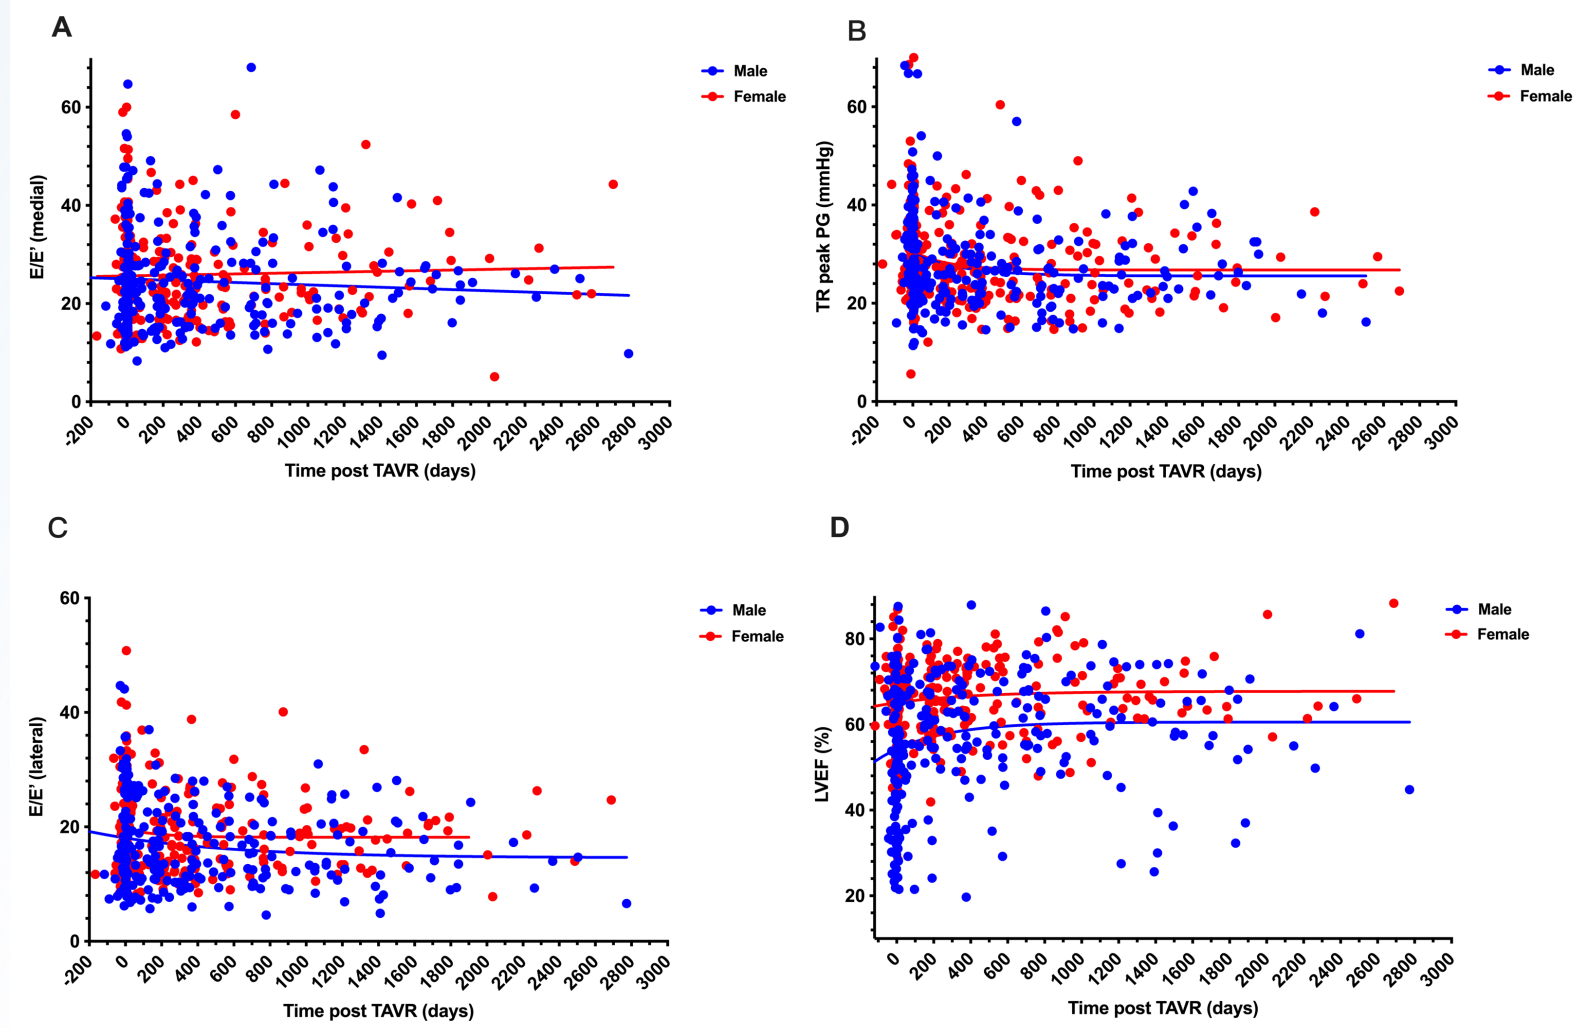 A
Male
Female
60
40
20
0
E/E’ (medial)
-200 0 200 400 600 800 1000 1200 1400 1600 1800 2000 2200 2400 2600 2800 3000
Time post TAVR (days)
B
Male
Female
60
40
20
0
TR peak PG (mmHg)
-200 0 200 400 600 800 1000 1200 1400 1600 1800 2000 2200 2400 2600 2800 3000
Time post TAVR (days)
C
Male
Female
60
40
20
0
E/E’ (lateral)
-200 0 200 400 600 800 1000 1200 1400 1600 1800 2000 2200 2400 2600 2800 3000
Time post TAVR (days)
D
Male
Female
80
60
40
20
LVEF (%)
0 200 400 600 800 1000 1200 1400 1600 1800 2000 2200 2400 2600 2800 3000
Time post TAVR (days)